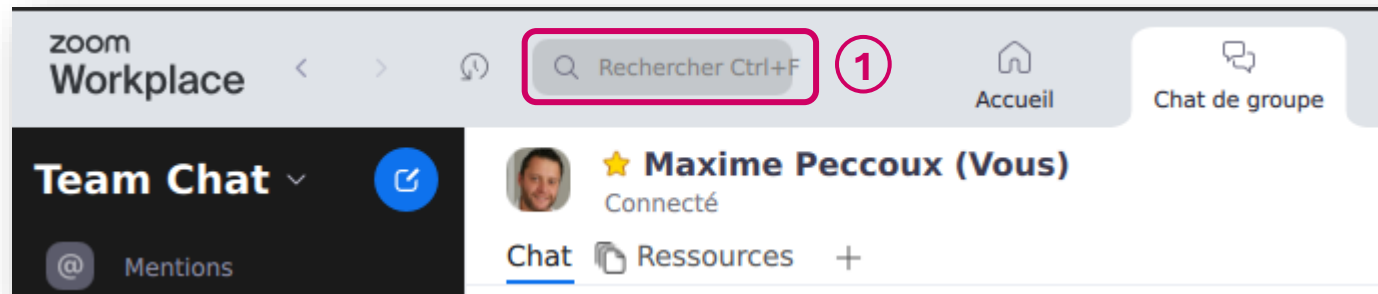 zoom
Workplace
Rechercher Ctrl+F
1
Accueil
Chat de groupe
Team Chat
Maxime Peccoux (Vous)
Connecté
@ Mentions
Chat Ressources +